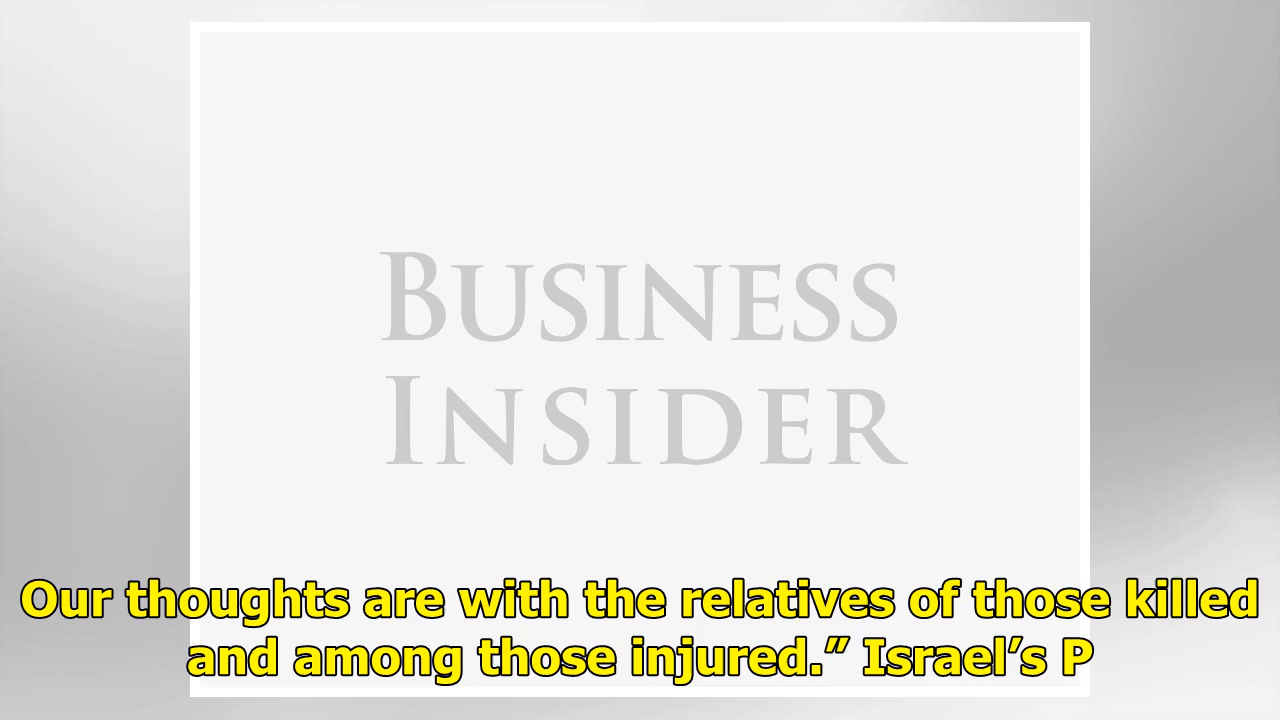 BUSINESS
INSIDER
Our thoughts are with the relatives of those killed
and among those injured.” Israel’s P